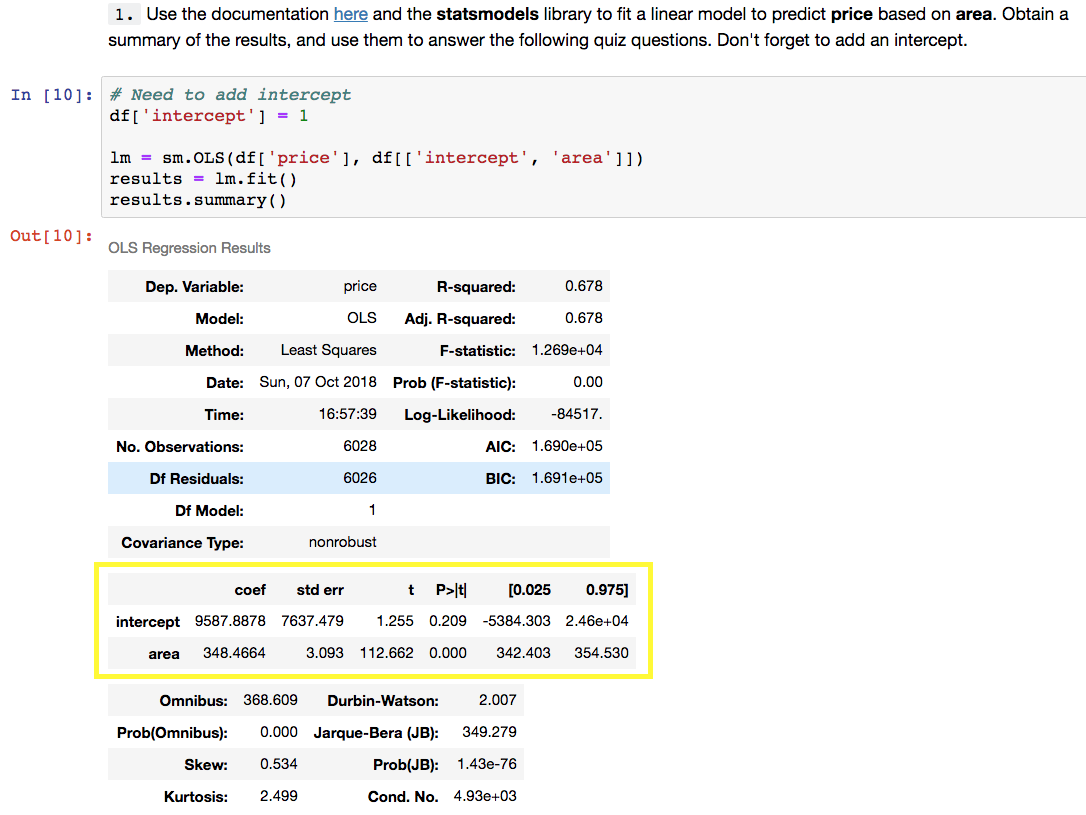 1. Use the documentation here and the statsmodels library to fit a linear model to predict price based on area. Obtain a
summary of the results, and use them to answer the following quiz questions. Don't forget to add an intercept.
In [10]: # Need to add intercept
df['intercept'] = 1
lm = sm.OLS(df['price'], df[['intercept', 'area']])
results = lm.fit()
results.summary()
Out[10]:
OLS Regression Results
Dep. Variable: price R-squared: 0.678
Model: OLS Adj. R-squared: 0.678
Method: Least Squares F-statistic: 1.269e+04
Date: Sun, 07 Oct 2018 Prob (F-statistic): 0.00
Time: 16:57:39 Log-Likelihood: -84517.
No. Observations: 6028 AIC: 1.690e+05
Df Residuals: 6026 BIC: 1.691e+05
Df Model: 1
Covariance Type: nonrobust
coef std err t P>|t| [0.025 0.975]
intercept 9587.8878 7637.479 1.255 0.209 -5384.303 2.46e+04
area 348.4664 3.093 112.662 0.000 342.403 354.530
Omnibus: 368.609 Durbin-Watson: 2.007
Prob(Omnibus): 0.000 Jarque-Bera (JB): 349.279
Skew: 0.534 Prob(JB): 1.43e-76
Kurtosis: 2.499 Cond. No. 4.93e+03